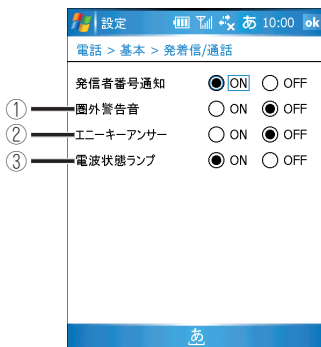 設定 あ 10:00 ok
電話 > 基本 > 発着信/通話
発信者番号通知 ON OFF
① 圏外警告音 ON OFF
② エニーキーアンサー ON OFF
③ 電波状態ランプ ON OFF
あ